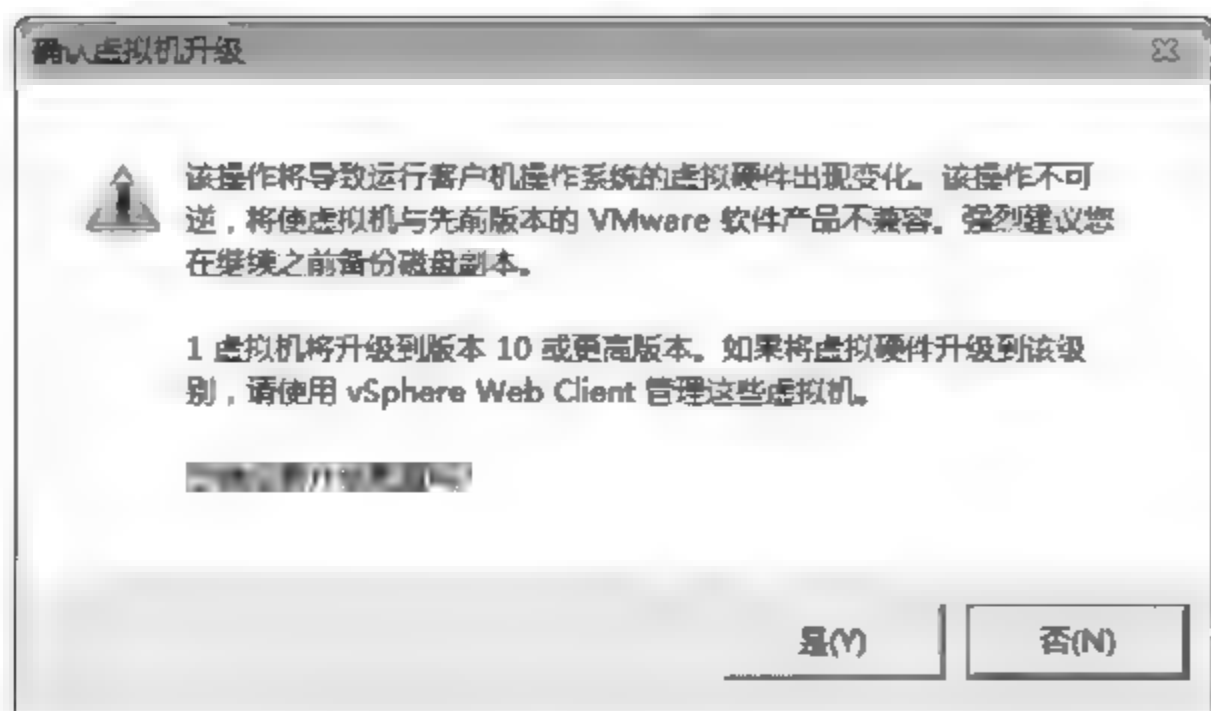 确认虚拟机升级
该操作将导致运行客户机操作系统的虚拟硬件出现变化。该操作不可
逆，将使虚拟机与先前版本的 VMware 软件产品不兼容。强烈建议您
在继续之前备份磁盘副本。
1 虚拟机将升级到版本 10 或更高版本。如果将虚拟硬件升级到该级
别，请使用 vSphere Web Client 管理这些虚拟机。
是(Y)
否(N)